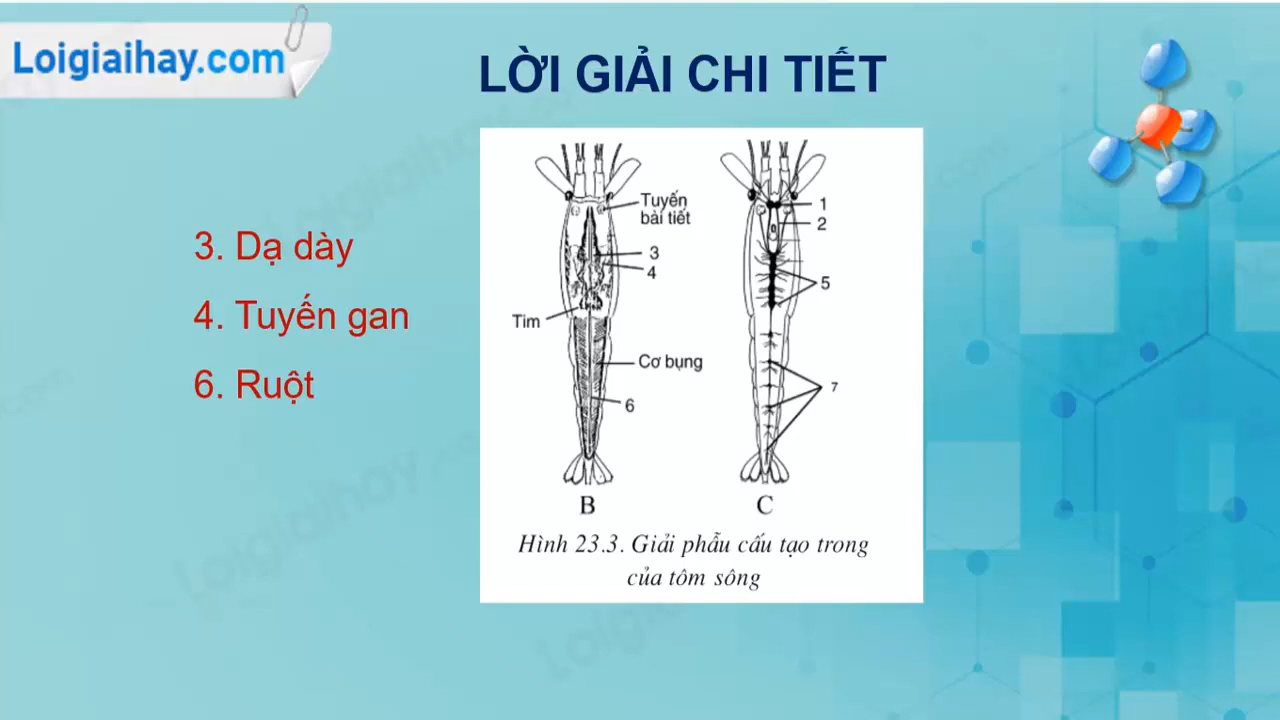 Loigiaihay.com
LỜI GIẢI CHI TIẾT
3. Dạ dày
4. Tuyến gan
6. Ruột
Tuyến
bài tiết
3
4
Tim
Cơ bụng
6
B
1
2
5
7
C
Hình 23.3. Giải phẫu cấu tạo trong
của tôm sông